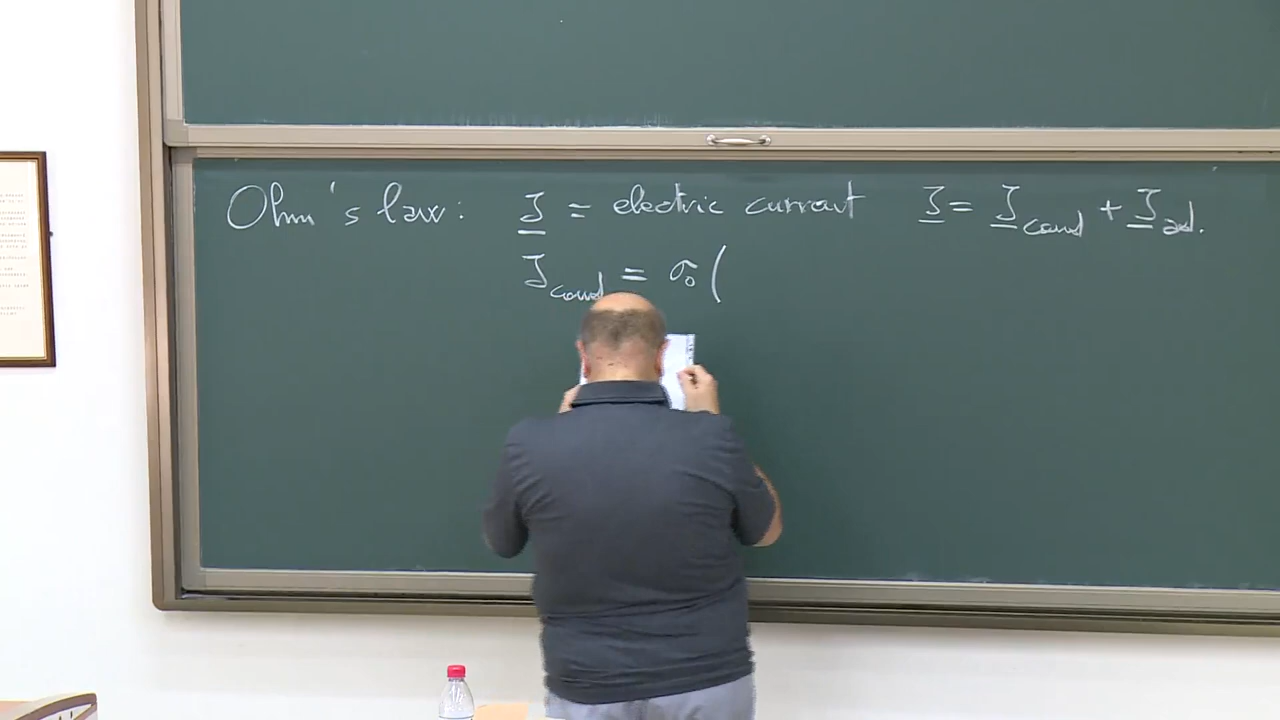 Ohm's law: J = electric current J = J_cond + J_ad.
J_cond = σ₀ (